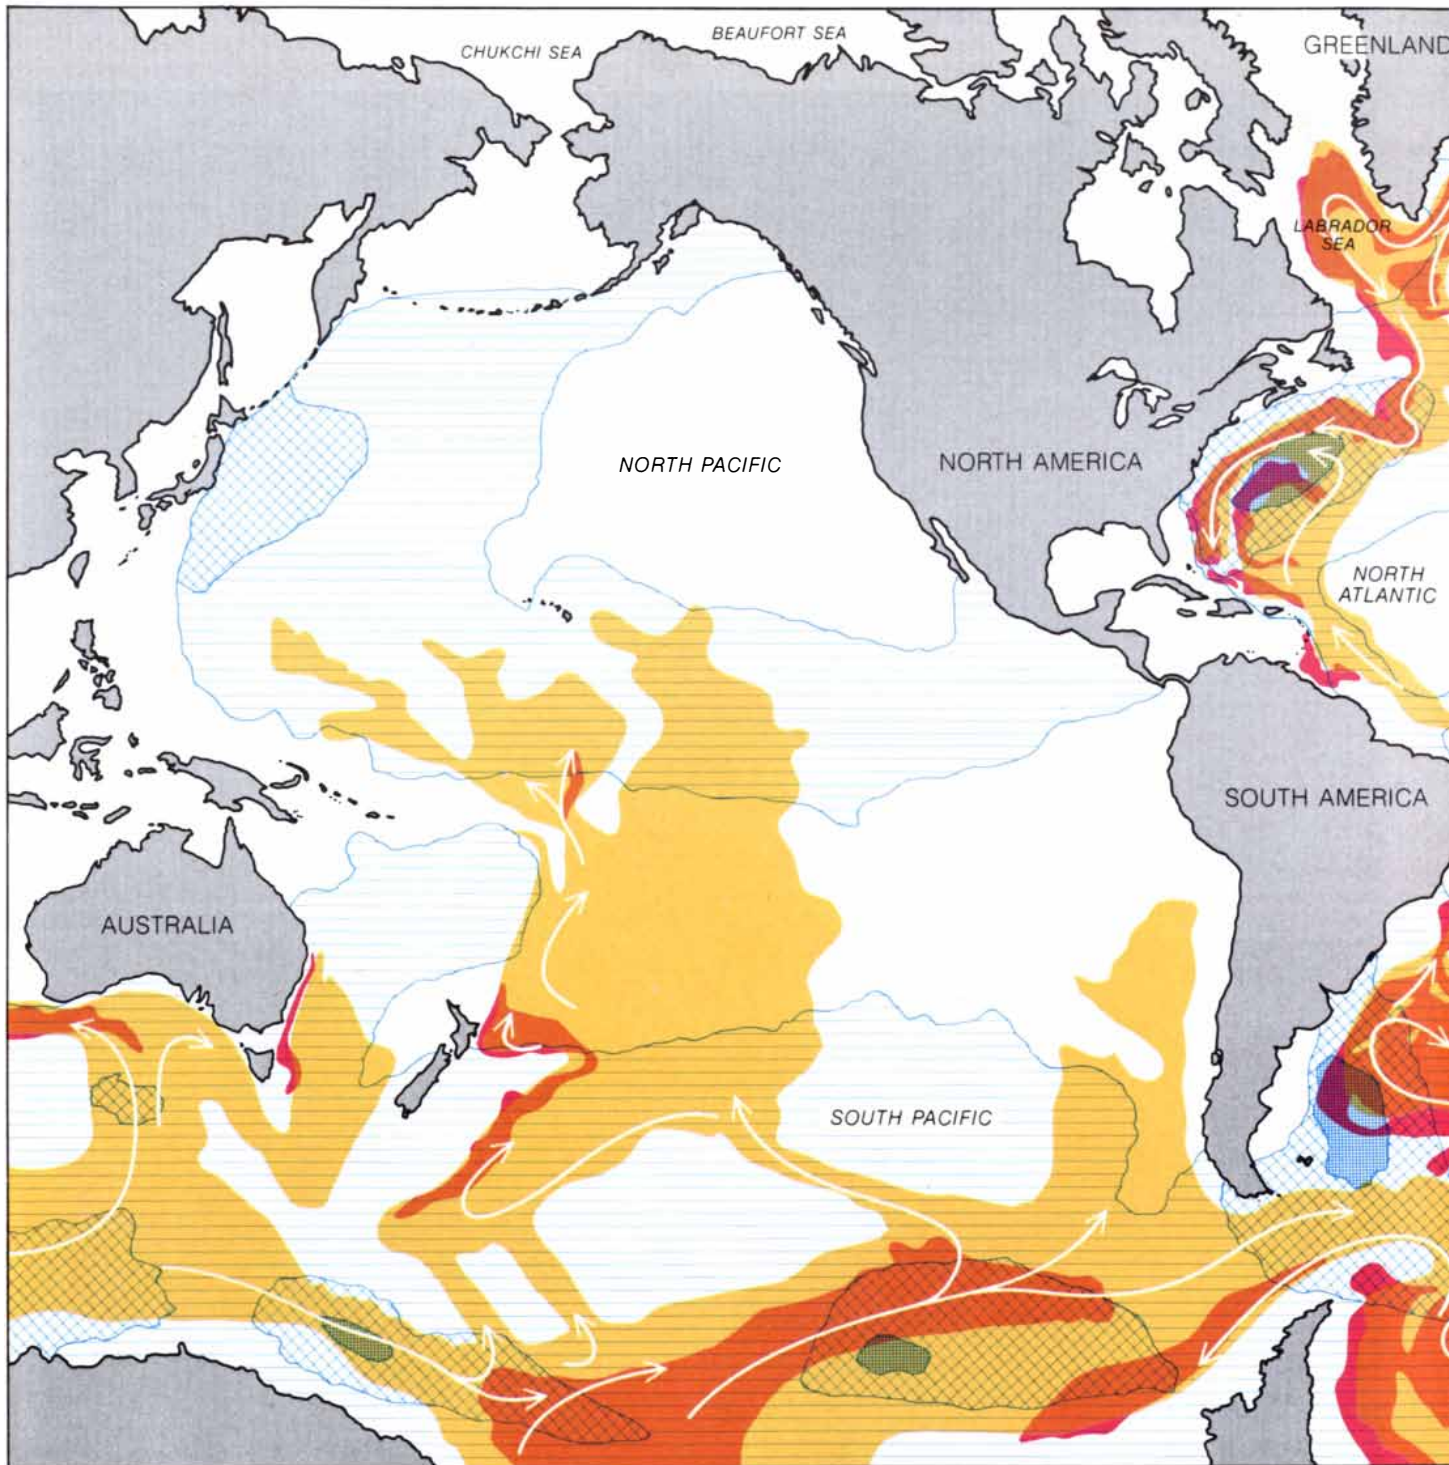 BEAUFORT SEA
CHUKCHI SEA
GREENLAND
LABRADOR
SEA
NORTH PACIFIC
NORTH AMERICA
NORTH
ATLANTIC
SOUTH AMERICA
AUSTRALIA
SOUTH PACIFIC